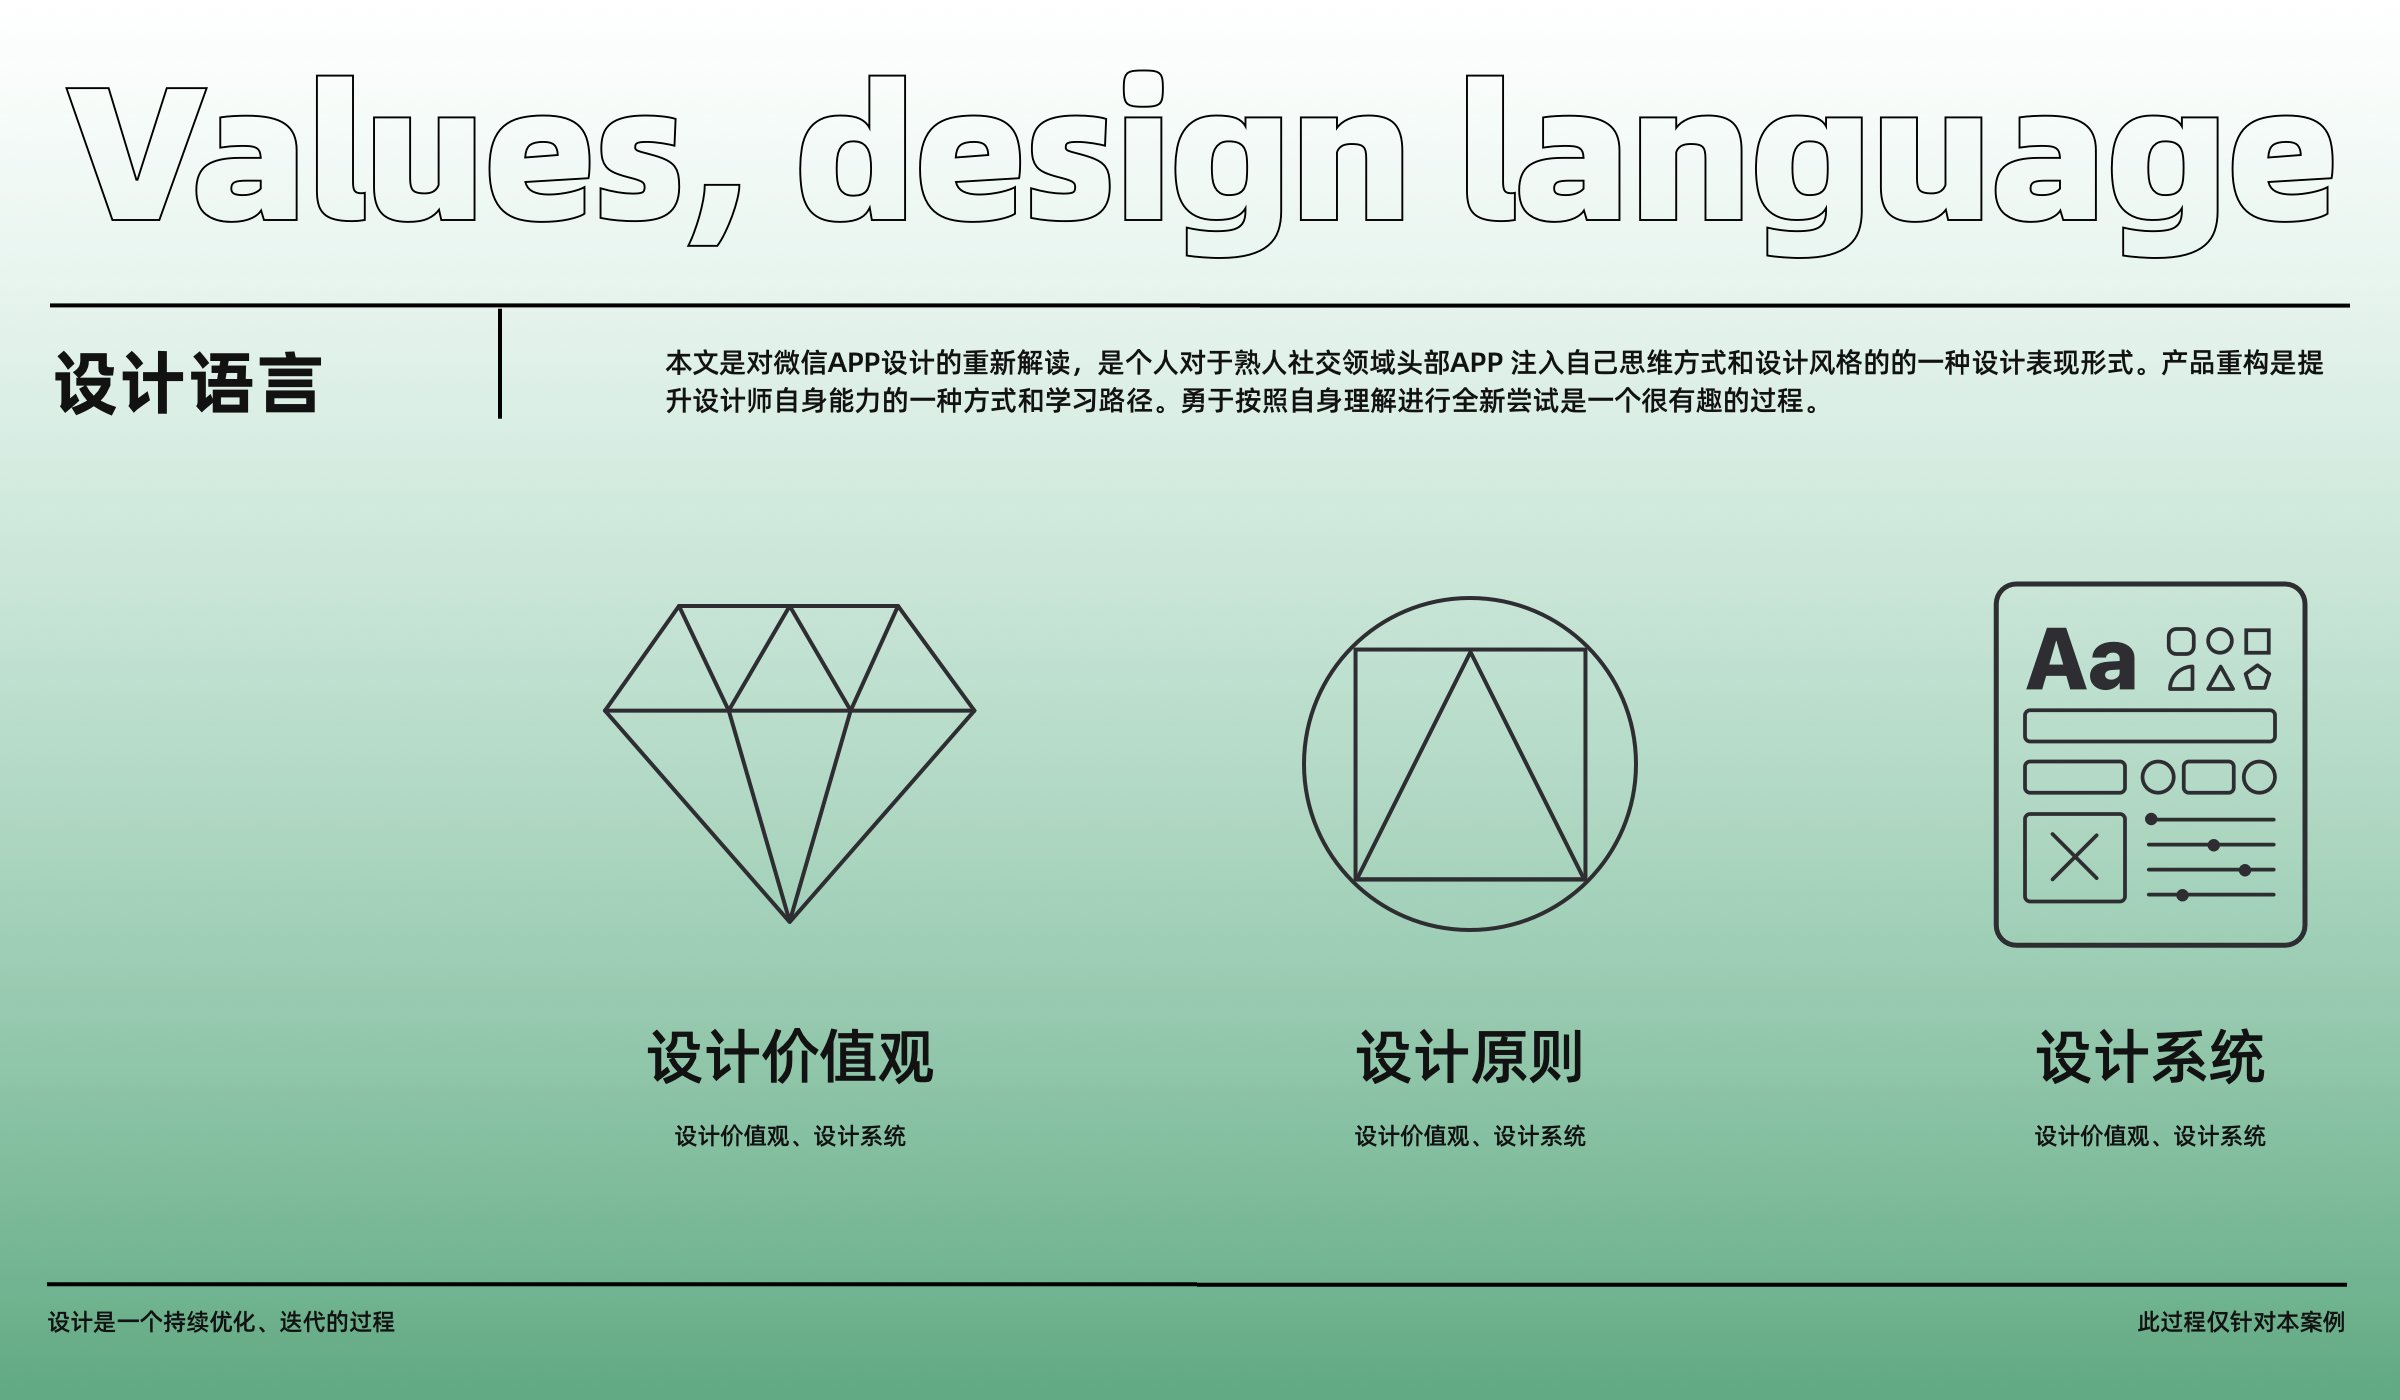 Values, design language
设计语言
本文是对微信APP设计的重新解读，是个人对于熟人社交领域头部APP 注入自己思维方式和设计风格的的一种设计表现形式。产品重构是提
升设计师自身能力的一种方式和学习路径。勇于按照自身理解进行全新尝试是一个很有趣的过程。
Aa
设计价值观
设计原则
设计系统
设计价值观、设计系统
设计价值观、设计系统
设计价值观、设计系统
设计是一个持续优化、迭代的过程
此过程仅针对本案例